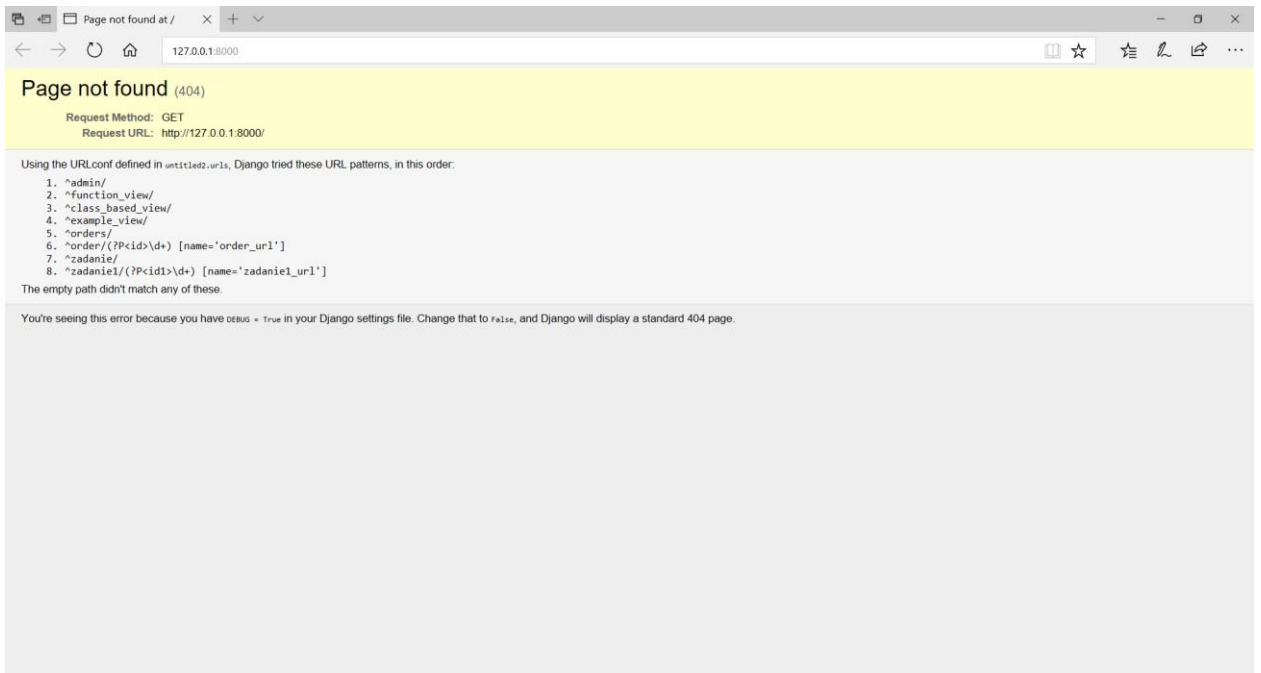 Page not found at /
127.0.0.1:8000
Page not found (404)
Request Method: GET
Request URL: http://127.0.0.1:8000/
Using the URLconf defined in untitled2.urls, Django tried these URL patterns, in this order:
1. ^admin/
2. ^function_view/
3. ^class_based_view/
4. ^example_view/
5. ^orders/
6. ^order/(?P<id>\d+) [name='order_url']
7. ^zadanie/
8. ^zadanie1/(?P<id1>\d+) [name='zadanie1_url']
The empty path didn't match any of these.
You're seeing this error because you have DEBUG = True in your Django settings file. Change that to False, and Django will display a standard 404 page.